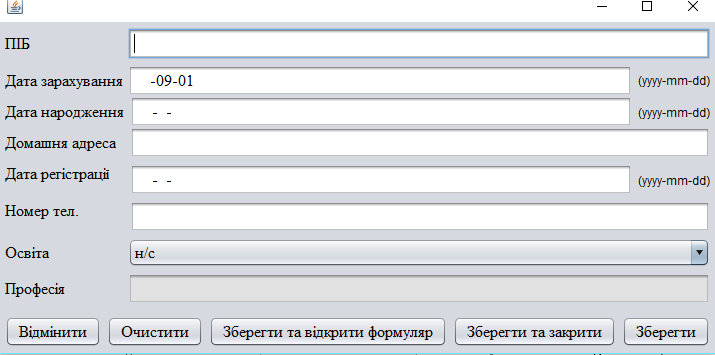 ПІБ
Дата зарахування -09-01 (yyyy-mm-dd)
Дата народження - - (yyyy-mm-dd)
Домашня адреса
Дата регістрації - - (yyyy-mm-dd)
Номер тел.
Освіта н/с
Професія
Відмінити Очистити Зберегти та відкрити формуляр Зберегти та закрити Зберегти